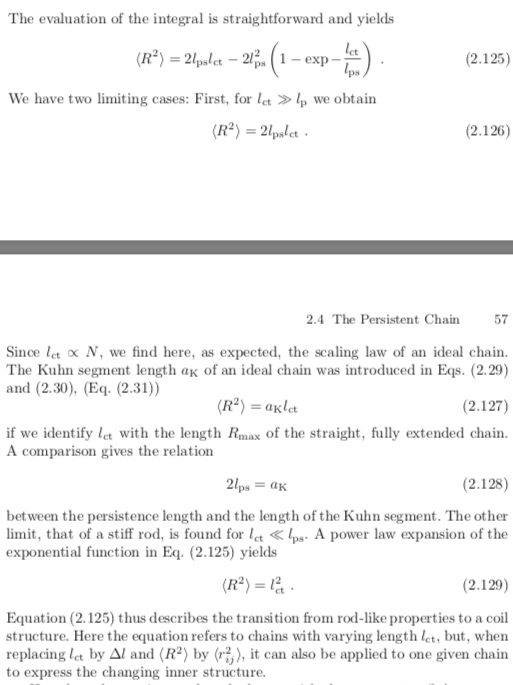 The evaluation of the integral is straightforward and yields
⟨R²⟩ = 2l_ps l_ct − 2l²_ps (1 − exp − l_ct/l_ps) . (2.125)
We have two limiting cases: First, for l_ct ≫ l_p we obtain
⟨R²⟩ = 2l_ps l_ct . (2.126)
2.4 The Persistent Chain 57
Since l_ct ∝ N, we find here, as expected, the scaling law of an ideal chain.
The Kuhn segment length a_K of an ideal chain was introduced in Eqs. (2.29)
and (2.30), (Eq. (2.31))
⟨R²⟩ = a_K l_ct (2.127)
if we identify l_ct with the length R_max of the straight, fully extended chain.
A comparison gives the relation
2l_ps = a_K (2.128)
between the persistence length and the length of the Kuhn segment. The other
limit, that of a stiff rod, is found for l_ct ≪ l_ps. A power law expansion of the
exponential function in Eq. (2.125) yields
⟨R²⟩ = l²_ct . (2.129)
Equation (2.125) thus describes the transition from rod-like properties to a coil
structure. Here the equation refers to chains with varying length l_ct, but, when
replacing l_ct by Δl and ⟨R²⟩ by ⟨r²_ij⟩, it can also be applied to one given chain
to express the changing inner structure.